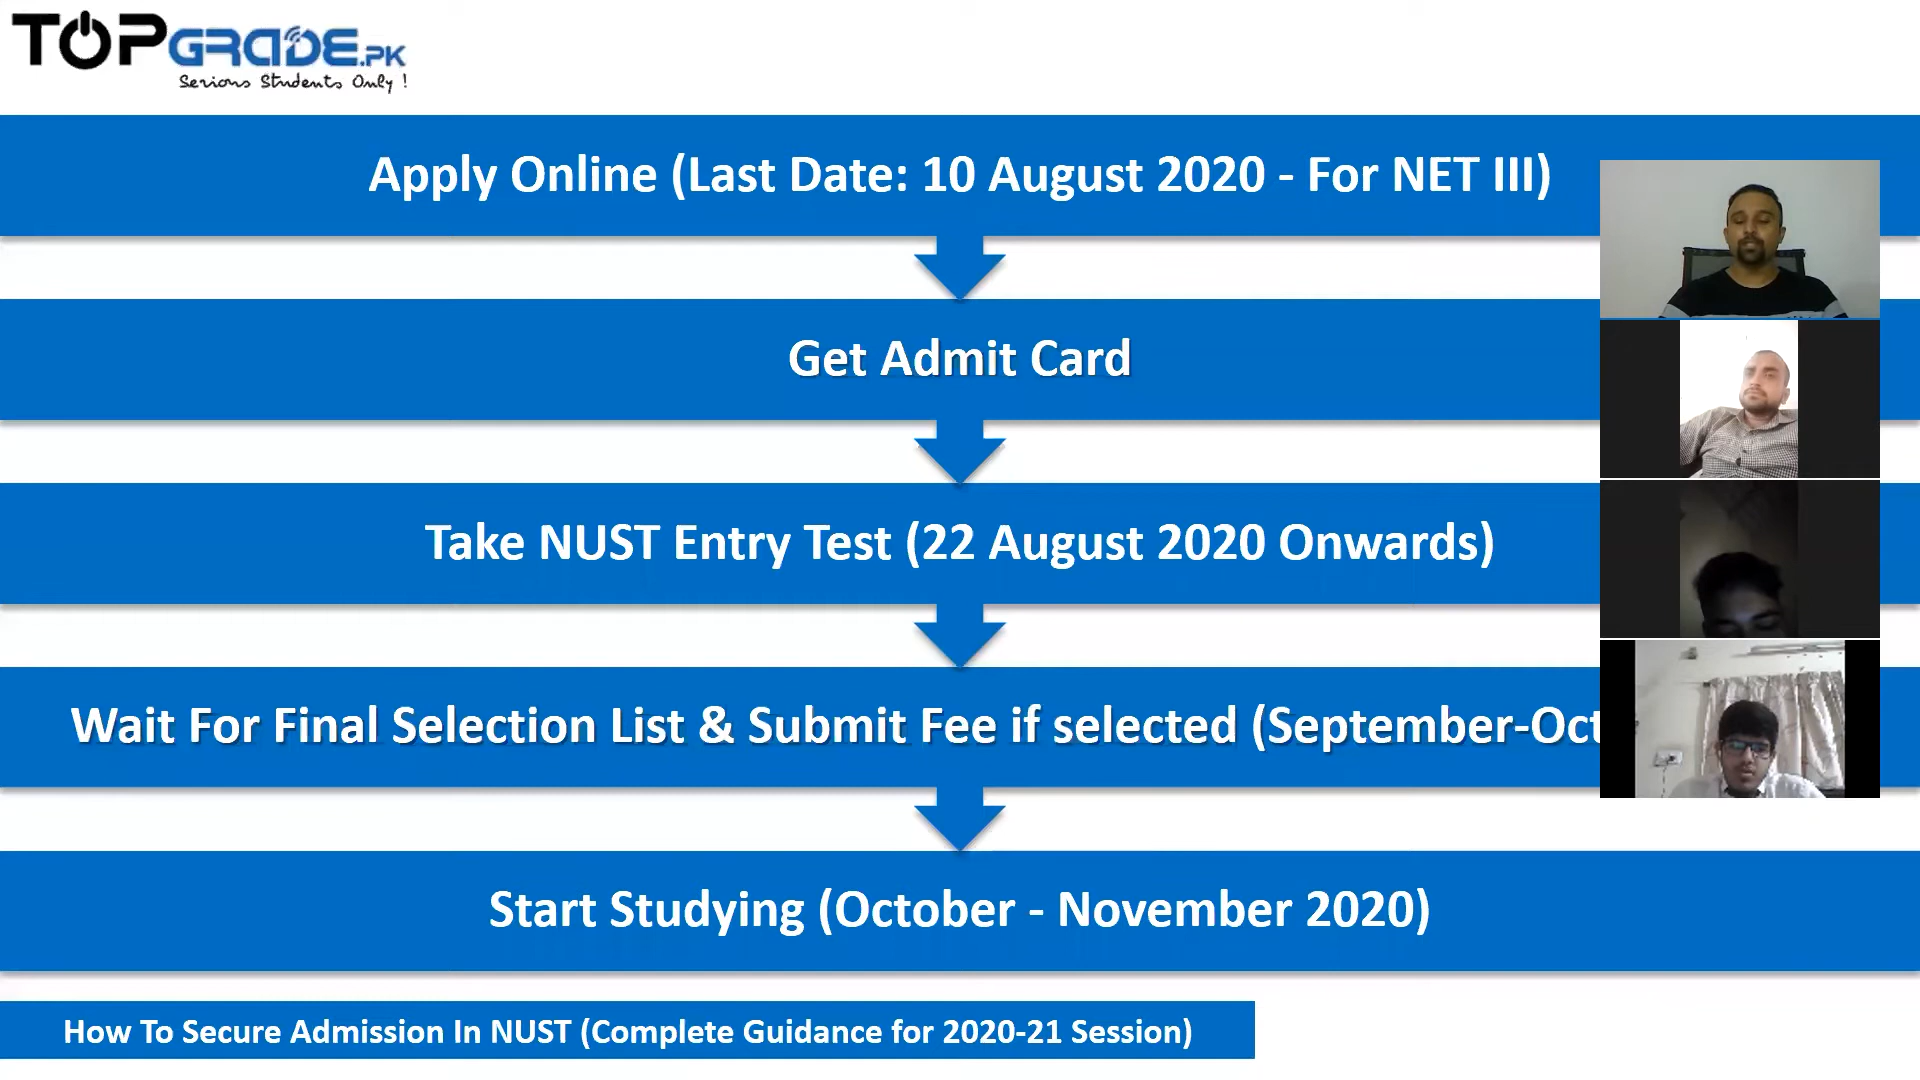 TOPGRADE.PK
Serious Students Only !
Apply Online (Last Date: 10 August 2020 - For NET III)
Get Admit Card
Take NUST Entry Test (22 August 2020 Onwards)
Wait For Final Selection List & Submit Fee if selected (September-Oct
Start Studying (October - November 2020)
How To Secure Admission In NUST (Complete Guidance for 2020-21 Session)